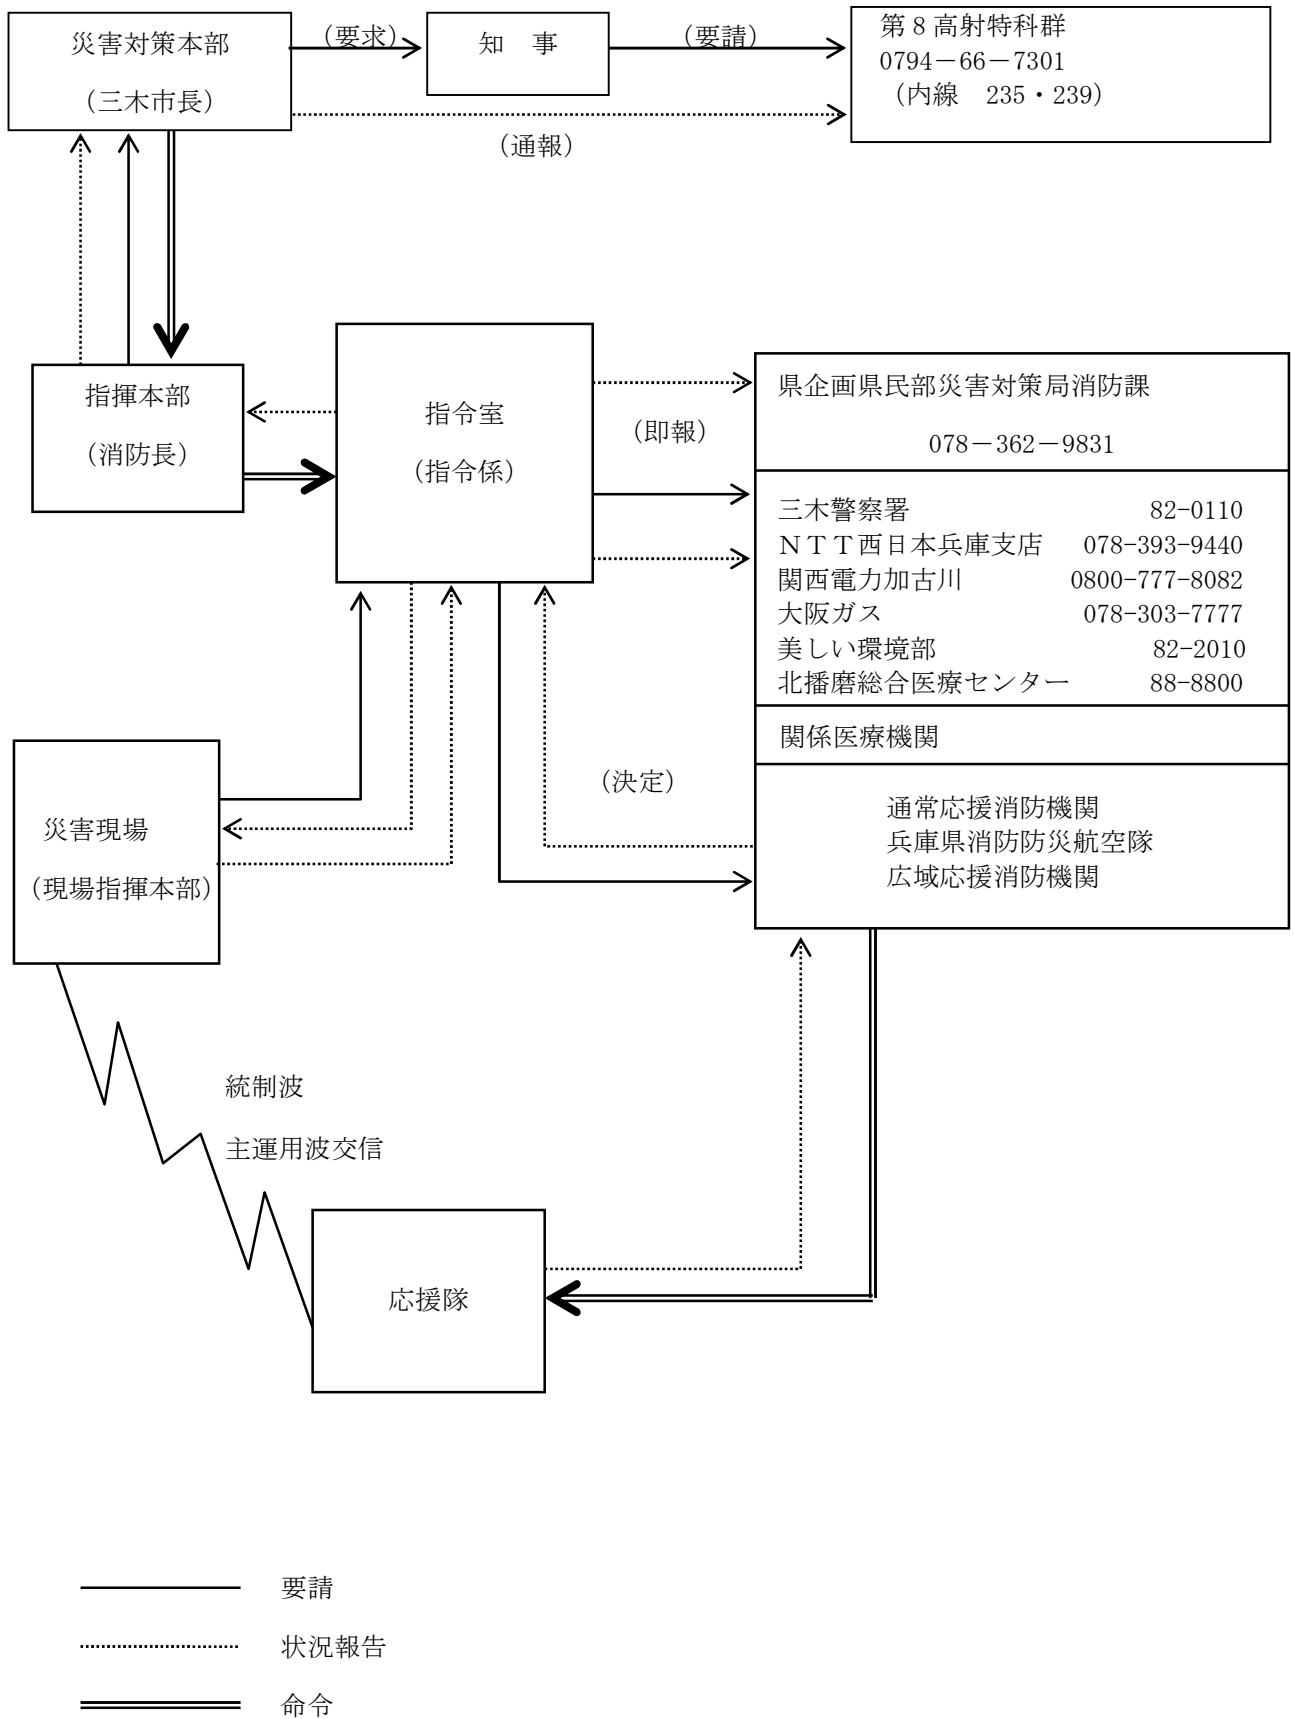 災害対策本部
（三木市長）
（要求）
知　事
（要請）
第８高射特科群
0794－66－7301
（内線　235・239）
（通報）
指揮本部
（消防長）
指令室
（指令係）
（即報）
県企画県民部災害対策局消防課
078－362－9831
三木警察署 82-0110
ＮＴＴ西日本兵庫支店 078-393-9440
関西電力加古川 0800-777-8082
大阪ガス 078-303-7777
美しい環境部 82-2010
北播磨総合医療センター 88-8800
関係医療機関
（決定）
通常応援消防機関
兵庫県消防防災航空隊
広域応援消防機関
災害現場
（現場指揮本部）
統制波
主運用波交信
応援隊
要請
状況報告
命令